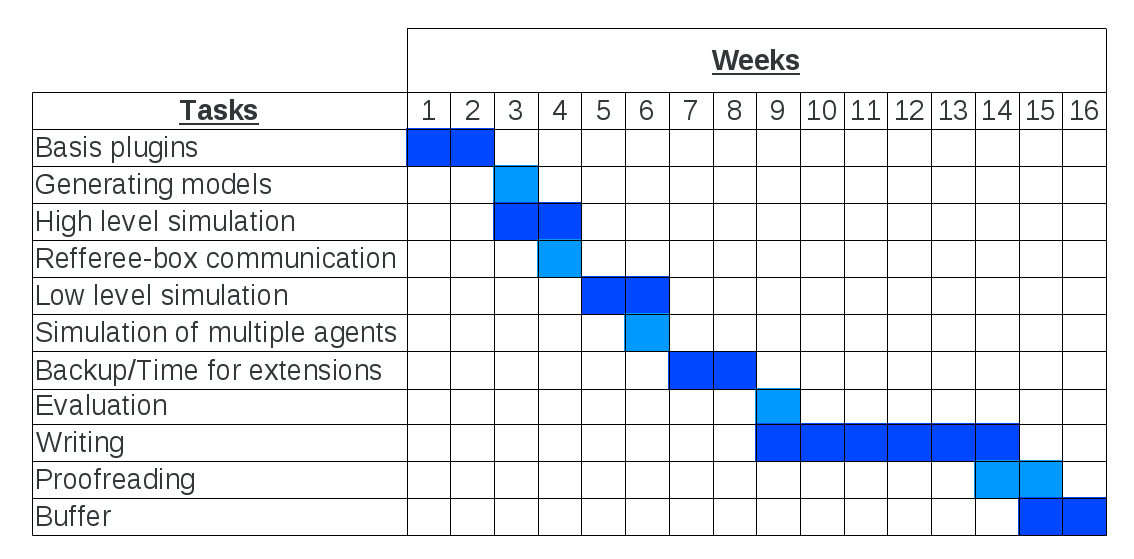 Weeks
Tasks 1 2 3 4 5 6 7 8 9 10 11 12 13 14 15 16
Basis plugins
Generating models
High level simulation
Refferee-box communication
Low level simulation
Simulation of multiple agents
Backup/Time for extensions
Evaluation
Writing
Proofreading
Buffer